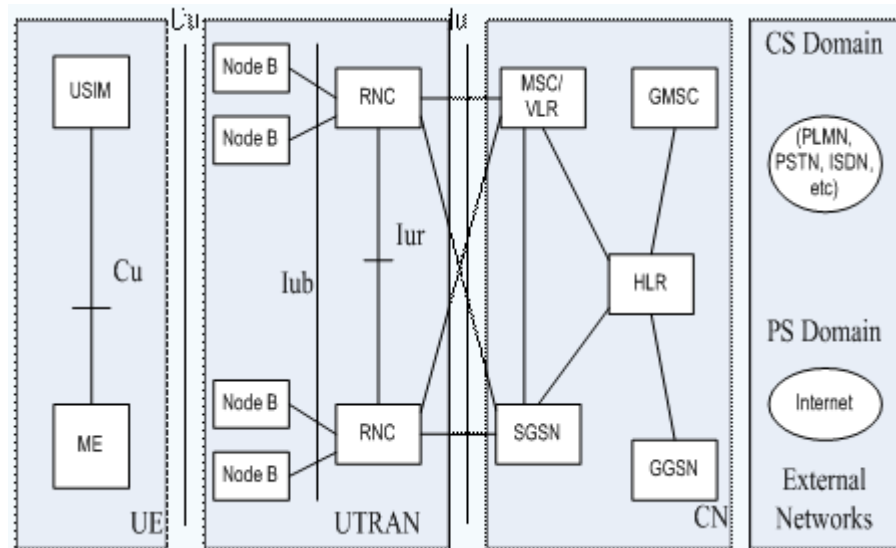 Uu
Iu
USIM
Cu
ME
UE
Node B
Node B
RNC
Iur
Iub
Node B
Node B
RNC
UTRAN
MSC/
VLR
GMSC
HLR
SGSN
GGSN
CN
CS Domain
(PLMN,
PSTN, ISDN,
etc)
PS Domain
Internet
External
Networks